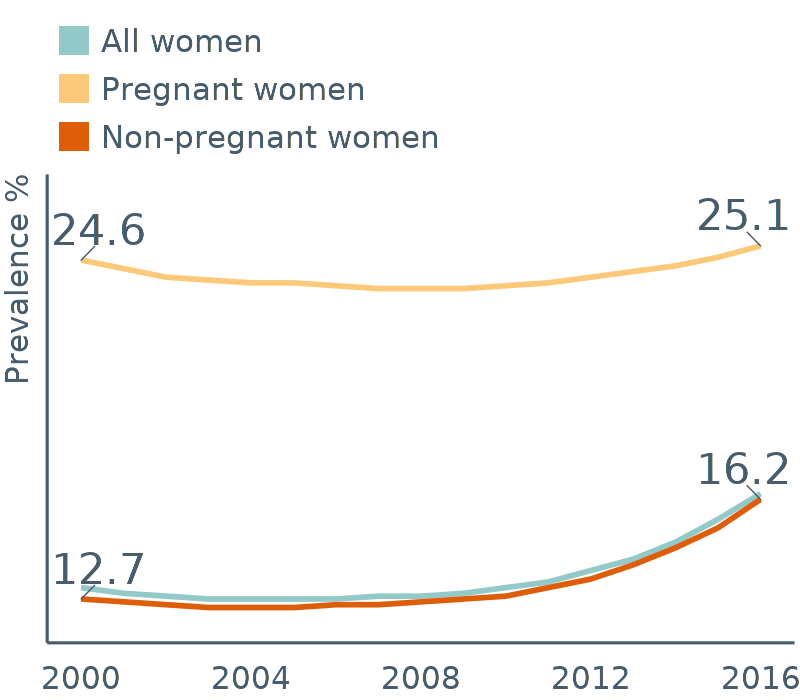 All women
Pregnant women
Non-pregnant women
Prevalence %
24.6
25.1
16.2
12.7
2000 2004 2008 2012 2016